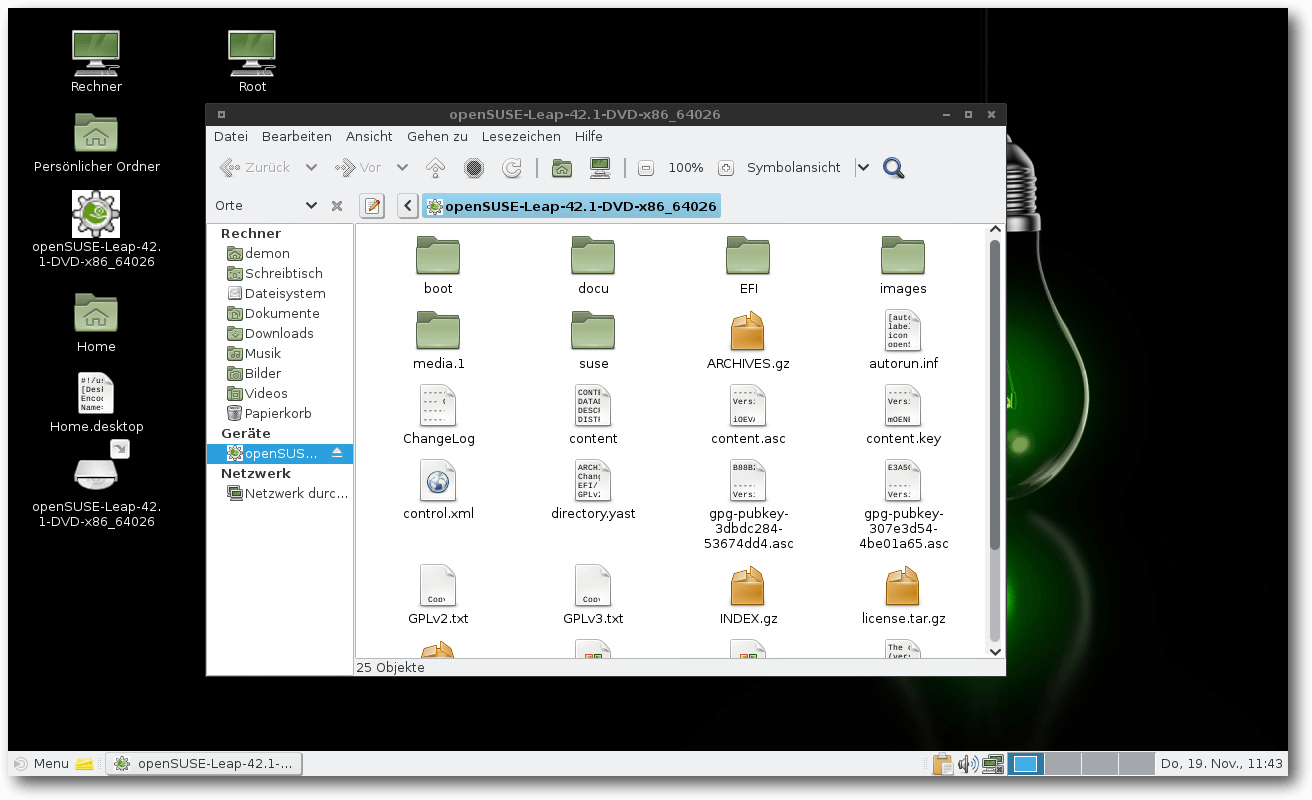 Rechner
Root
Persönlicher Ordner
openSUSE-Leap-42.
1-DVD-x86_64026
Home
Home.desktop
openSUSE-Leap-42.
1-DVD-x86_64026
openSUSE-Leap-42.1-DVD-x86_64026
Datei Bearbeiten Ansicht Gehen zu Lesezeichen Hilfe
Zurück Vor 100% Symbolansicht
Orte openSUSE-Leap-42.1-DVD-x86_64026
Rechner
demon
Schreibtisch
Dateisystem
Dokumente
Downloads
Musik
Bilder
Videos
Papierkorb
Geräte
openSUS...
Netzwerk
Netzwerk durc...
boot docu EFI images
media.1 suse ARCHIVES.gz autorun.inf
ChangeLog content content.asc content.key
control.xml directory.yast gpg-pubkey-
3dbdc284-
53674dd4.asc
gpg-pubkey-
307e3d54-
4be01a65.asc
GPLv2.txt GPLv3.txt INDEX.gz license.tar.gz
25 Objekte
Menu openSUSE-Leap-42.1-... Do, 19. Nov., 11:43